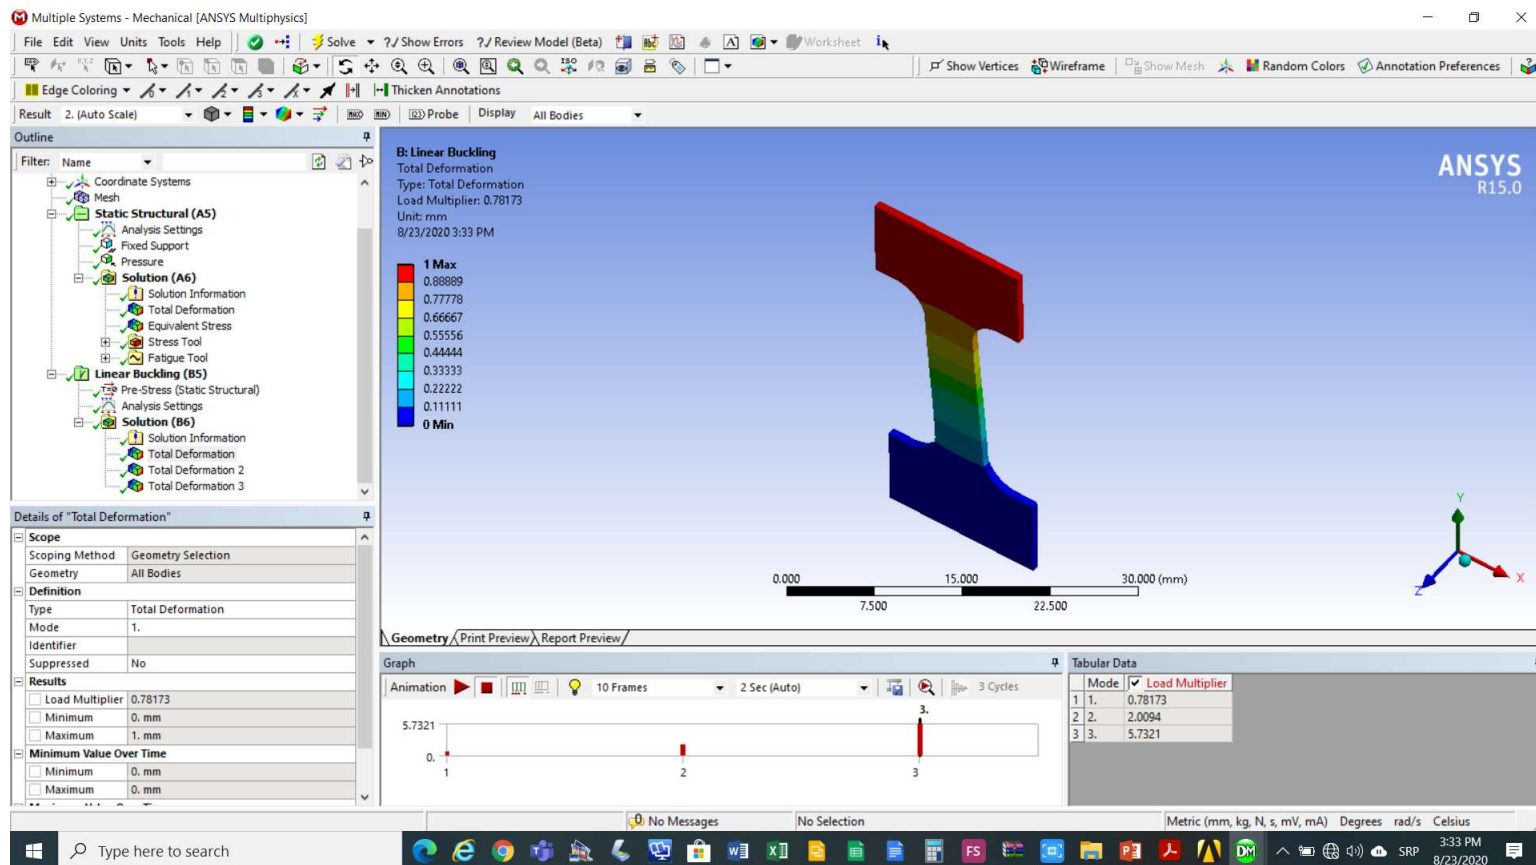 Multiple Systems - Mechanical [ANSYS Multiphysics]
File Edit View Units Tools Help Solve ?/ Show Errors ?/ Review Model (Beta) A Worksheet i
Show Vertices Wireframe Show Mesh Random Colors Annotation Preferences
Edge Coloring Thicken Annotations
Result 2. (Auto Scale) MAX MIN Probe Display All Bodies
Outline
Filter: Name
Coordinate Systems
Mesh
Static Structural (A5)
Analysis Settings
Fixed Support
Pressure
Solution (A6)
Solution Information
Total Deformation
Equivalent Stress
Stress Tool
Fatigue Tool
Linear Buckling (B5)
Pre-Stress (Static Structural)
Analysis Settings
Solution (B6)
Solution Information
Total Deformation
Total Deformation 2
Total Deformation 3
Details of "Total Deformation"
Scope
Scoping Method Geometry Selection
Geometry All Bodies
Definition
Type Total Deformation
Mode 1.
Identifier
Suppressed No
Results
Load Multiplier 0.78173
Minimum 0. mm
Maximum 1. mm
Minimum Value Over Time
Minimum 0. mm
Maximum 0. mm
B: Linear Buckling
Total Deformation
Type: Total Deformation
Load Multiplier: 0.78173
Unit: mm
8/23/2020 3:33 PM
1 Max
0.88889
0.77778
0.66667
0.55556
0.44444
0.33333
0.22222
0.11111
0 Min
ANSYS
R15.0
0.000 15.000 30.000 (mm)
7.500 22.500
Y
X
Z
Geometry Print Preview Report Preview
Graph
Animation 10 Frames 2 Sec (Auto) 3 Cycles
3.
5.7321
0.
1 2 3
Tabular Data
Mode Load Multiplier
1 1. 0.78173
2 2. 2.0094
3 3. 5.7321
0 No Messages No Selection Metric (mm, kg, N, s, mV, mA) Degrees rad/s Celsius
Type here to search
FS DM SRP
3:33 PM
8/23/2020